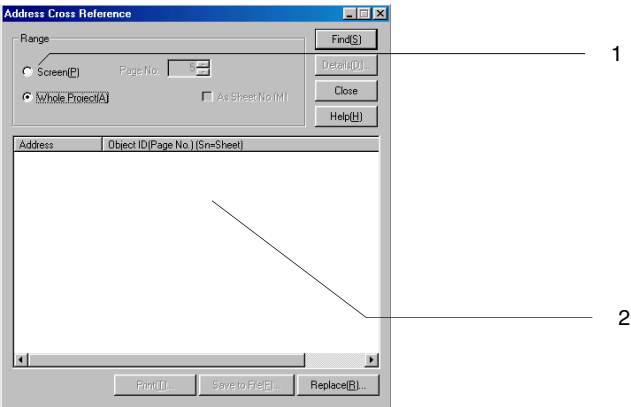 Address Cross Reference
Range
Find(S)
1
Screen(P)
Page No.
5
Details(D)...
Whole Project(A)
As Sheet No.(M)
Close
Help(H)
Address
Object ID(Page No.) (Sn=Sheet)
2
Print(T)...
Save to File(F)...
Replace(R)...